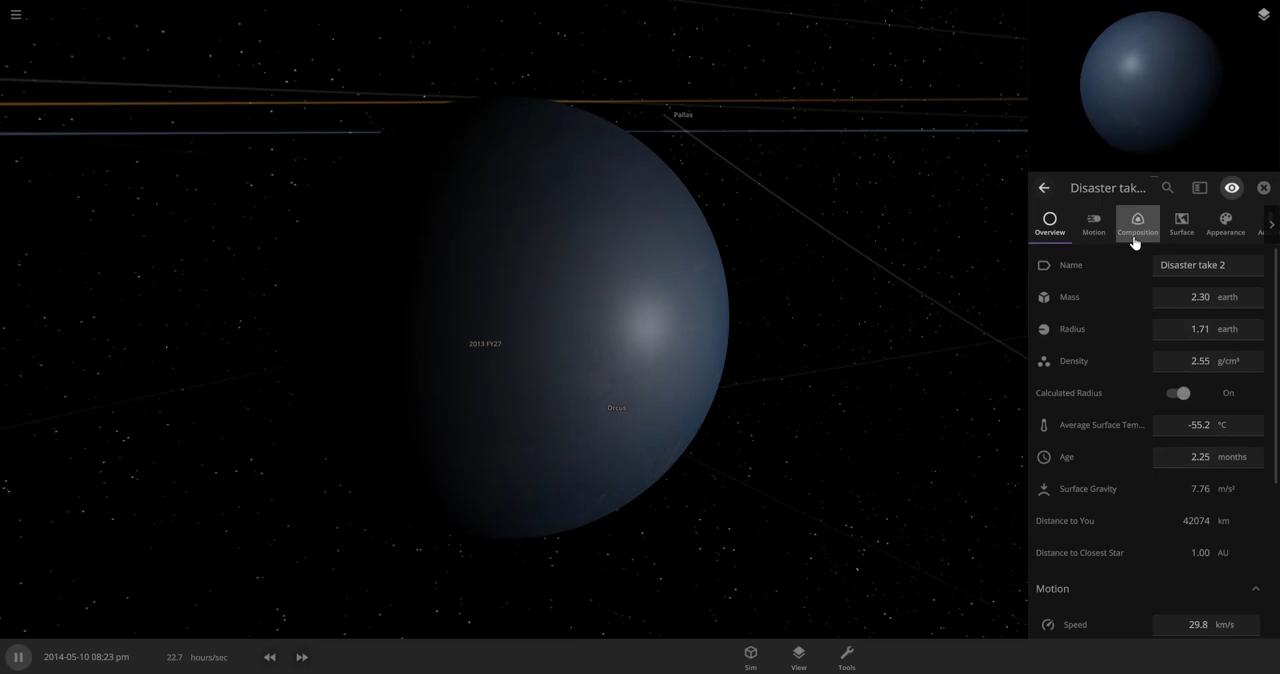 Pallas
2013 FY27
Orcus
Disaster tak...
Overview Motion Composition Surface Appearance
Name Disaster take 2
Mass 2.30 earth
Radius 1.71 earth
Density 2.55 g/cm³
Calculated Radius On
Average Surface Tem... -55.2 °C
Age 2.25 months
Surface Gravity 7.76 m/s²
Distance to You 42074 km
Distance to Closest Star 1.00 AU
Motion
Speed 29.8 km/s
2014-05-10 08:23 pm 22.7 hours/sec
Sim View Tools